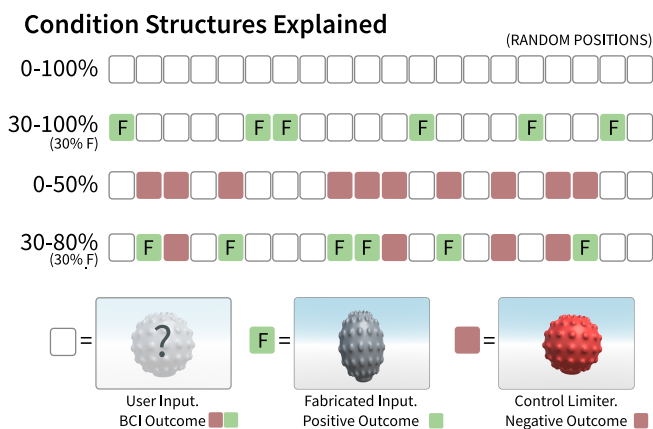 Condition Structures Explained
(RANDOM POSITIONS)
0-100%
30-100% F F F F F F
(30% F)
0-50%
30-80% F F F F F F
(30% F)
= ? F = =
User Input. Fabricated Input. Control Limiter.
BCI Outcome Positive Outcome Negative Outcome